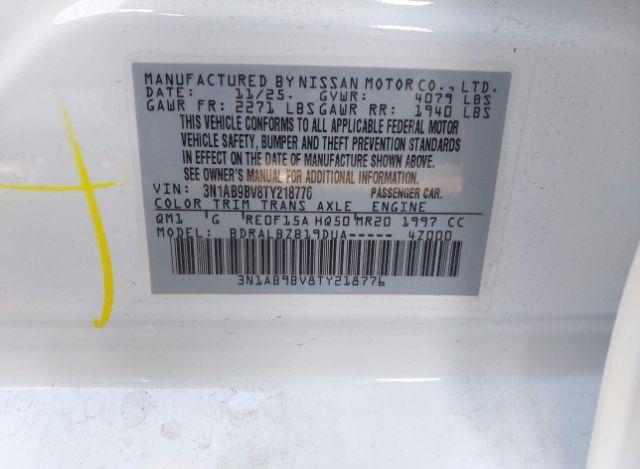 MANUFACTURED BY NISSAN MOTOR CO., LTD.
DATE: 11/25. GVWR: 4079 LBS
GAWR FR: 2271 LBS GAWR RR: 1940 LBS
THIS VEHICLE CONFORMS TO ALL APPLICABLE FEDERAL MOTOR
VEHICLE SAFETY, BUMPER AND THEFT PREVENTION STANDARDS
IN EFFECT ON THE DATE OF MANUFACTURE SHOWN ABOVE.
SEE OWNER'S MANUAL FOR ADDITIONAL INFORMATION.
VIN: 3N1AB9BV8TY218776 PASSENGER CAR.
COLOR TRIM TRANS AXLE ENGINE
QM1 G RE0F15A HQ50 MR20 1997 CC
MODEL: BDRALBZB19DUA----- 4Z000
3N1AB9BV8TY218776